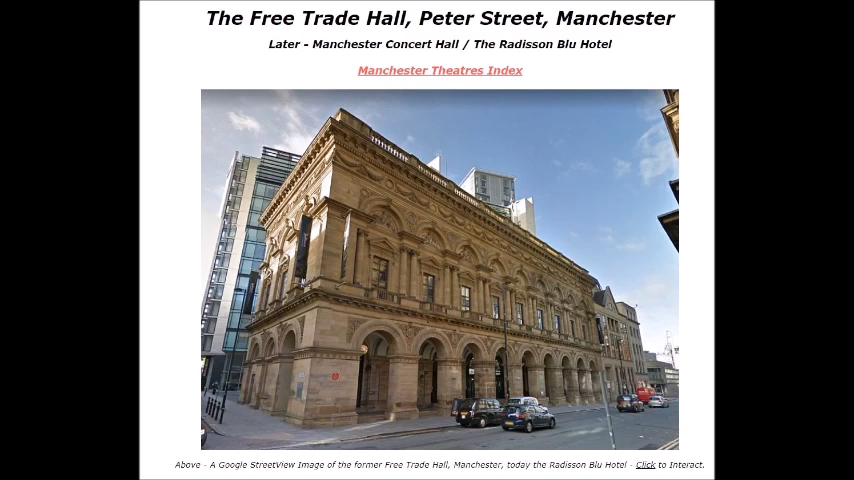 The Free Trade Hall, Peter Street, Manchester
Later - Manchester Concert Hall / The Radisson Blu Hotel
Manchester Theatres Index
Above - A Google StreetView Image of the former Free Trade Hall, Manchester, today the Radisson Blu Hotel - Click to Interact.